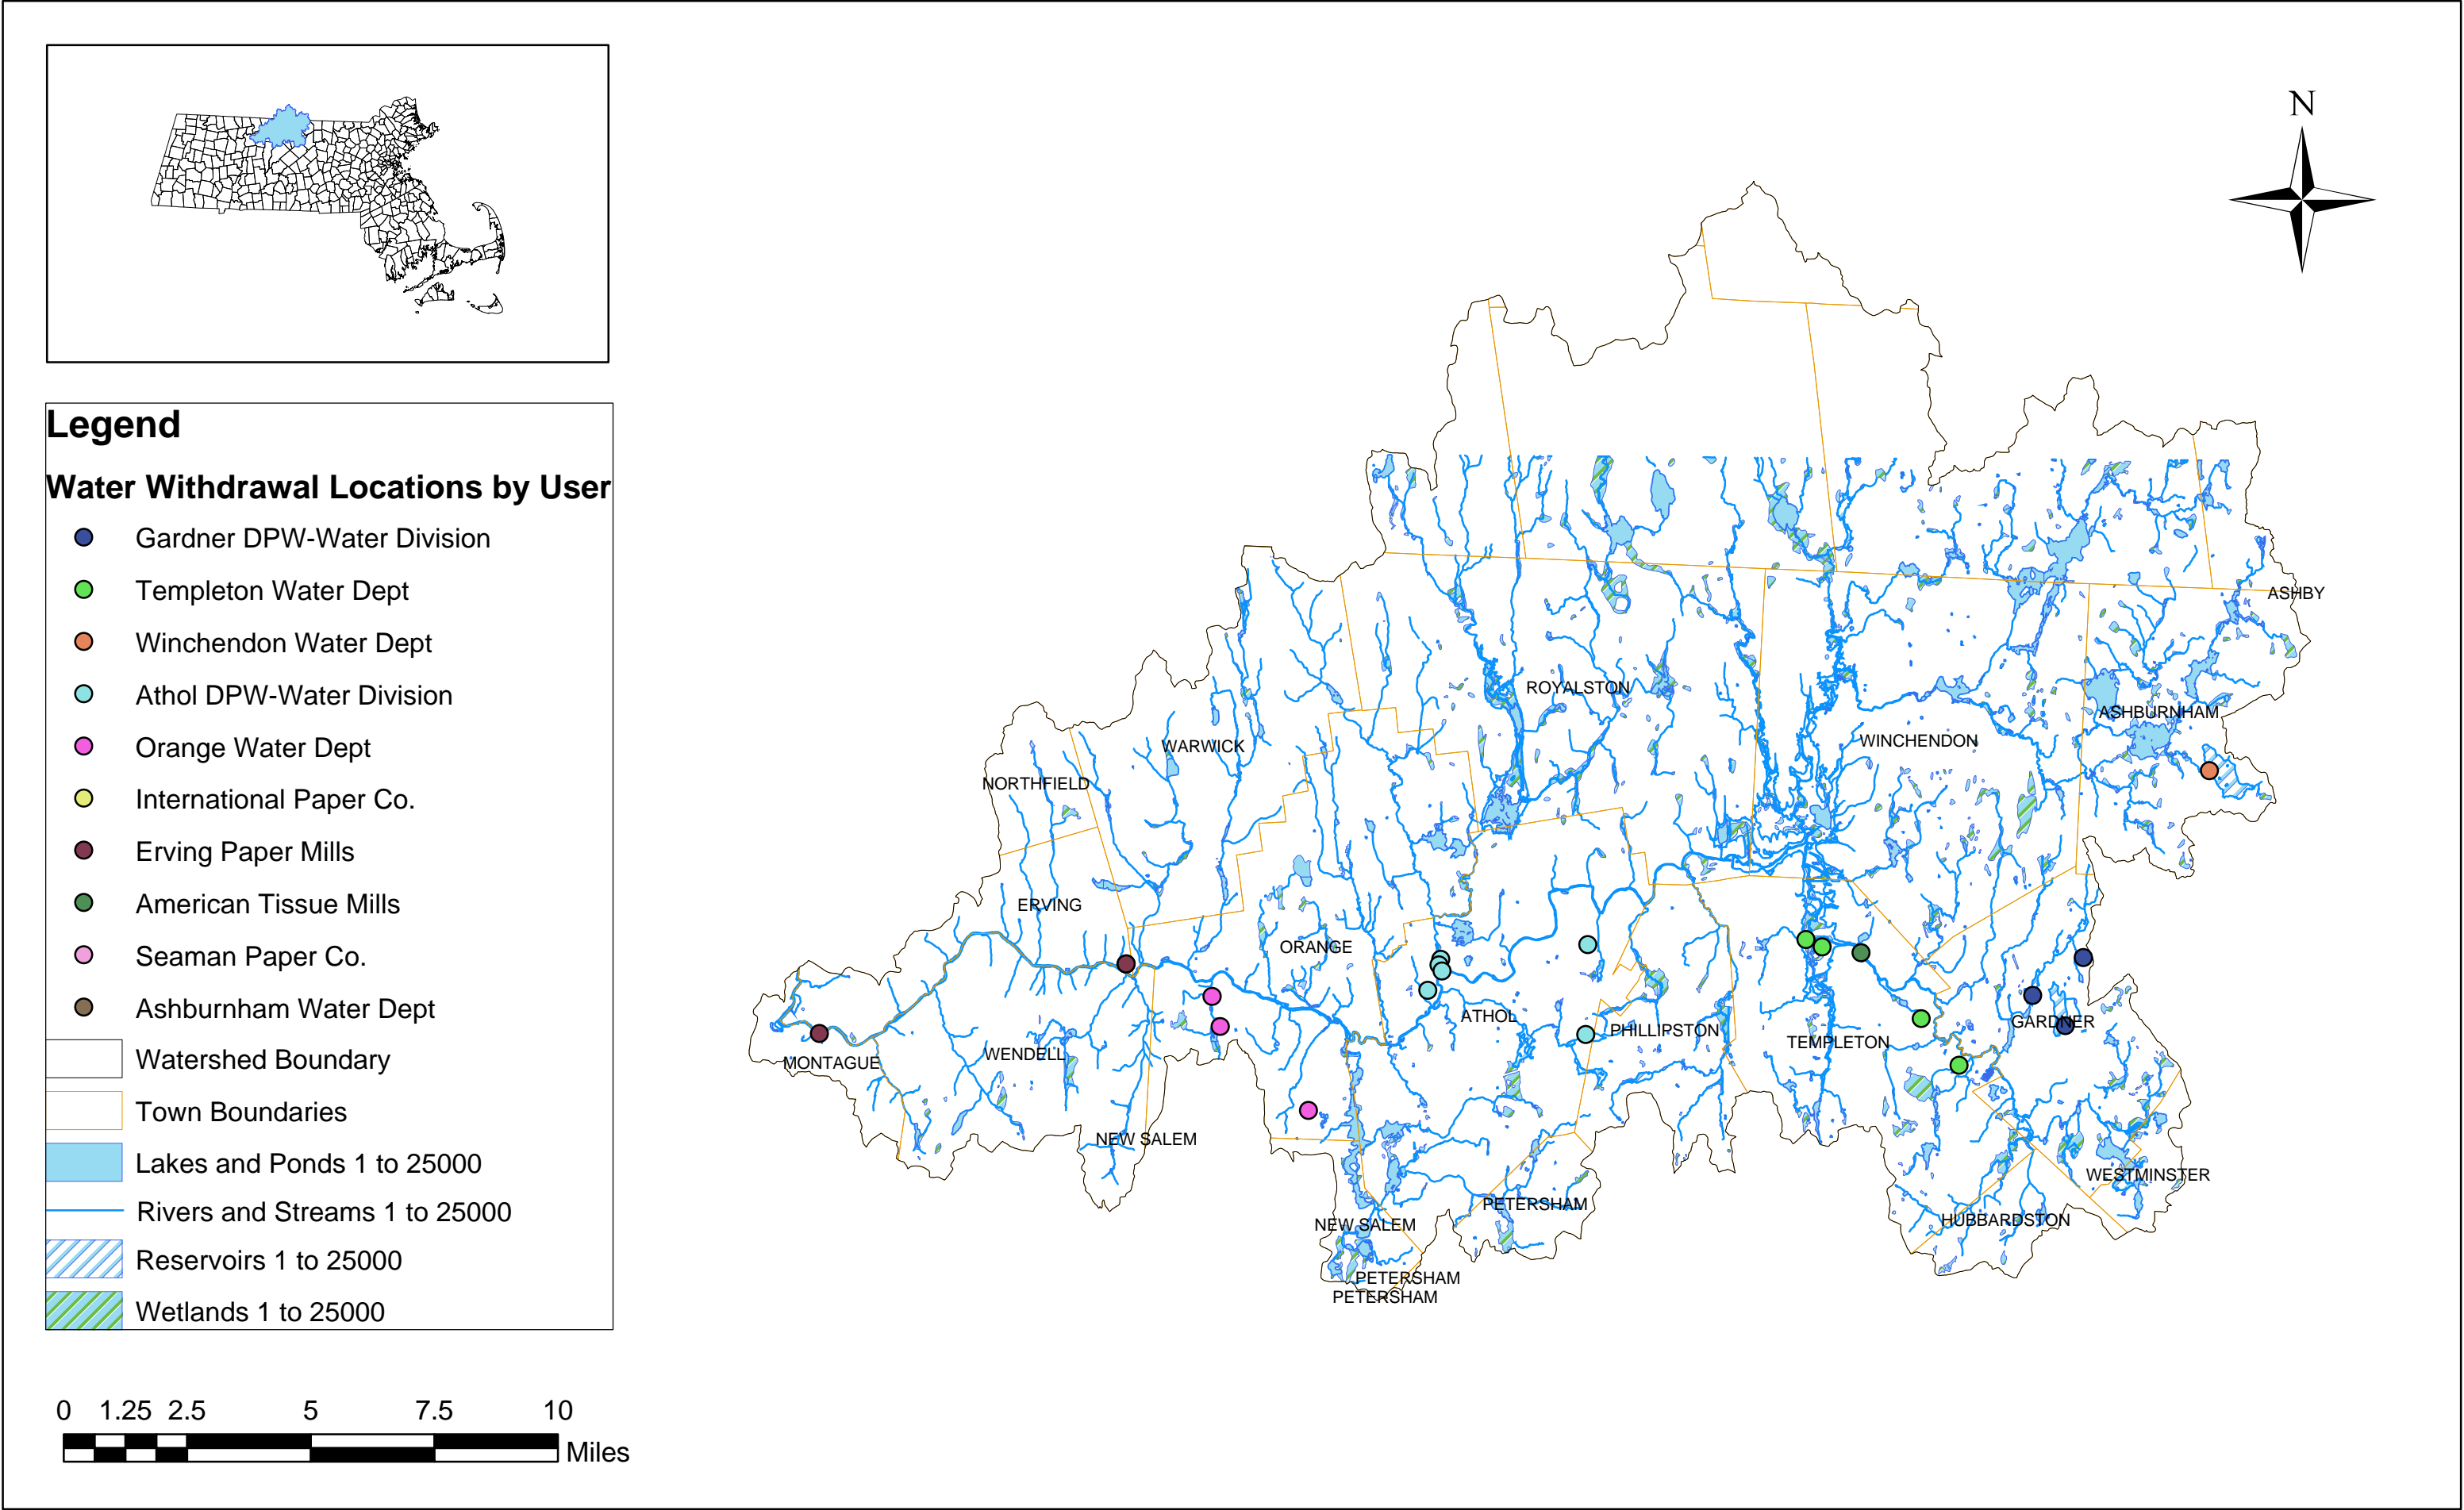 N
Legend
Water Withdrawal Locations by User
Gardner DPW-Water Division
Templeton Water Dept
Winchendon Water Dept
Athol DPW-Water Division
Orange Water Dept
International Paper Co.
Erving Paper Mills
American Tissue Mills
Seaman Paper Co.
Ashburnham Water Dept
Watershed Boundary
Town Boundaries
Lakes and Ponds 1 to 25000
Rivers and Streams 1 to 25000
Reservoirs 1 to 25000
Wetlands 1 to 25000
0 1.25 2.5 5 7.5 10
Miles
ASHBY
ROYALSTON
ASHBURNHAM
WINCHENDON
WARWICK
NORTHFIELD
ERVING
ORANGE
ATHOL
GARDNER
PHILLIPSTON
TEMPLETON
WENDELL
MONTAGUE
NEW SALEM
WESTMINSTER
PETERSHAM
HUBBARDSTON
NEW SALEM
PETERSHAM
PETERSHAM